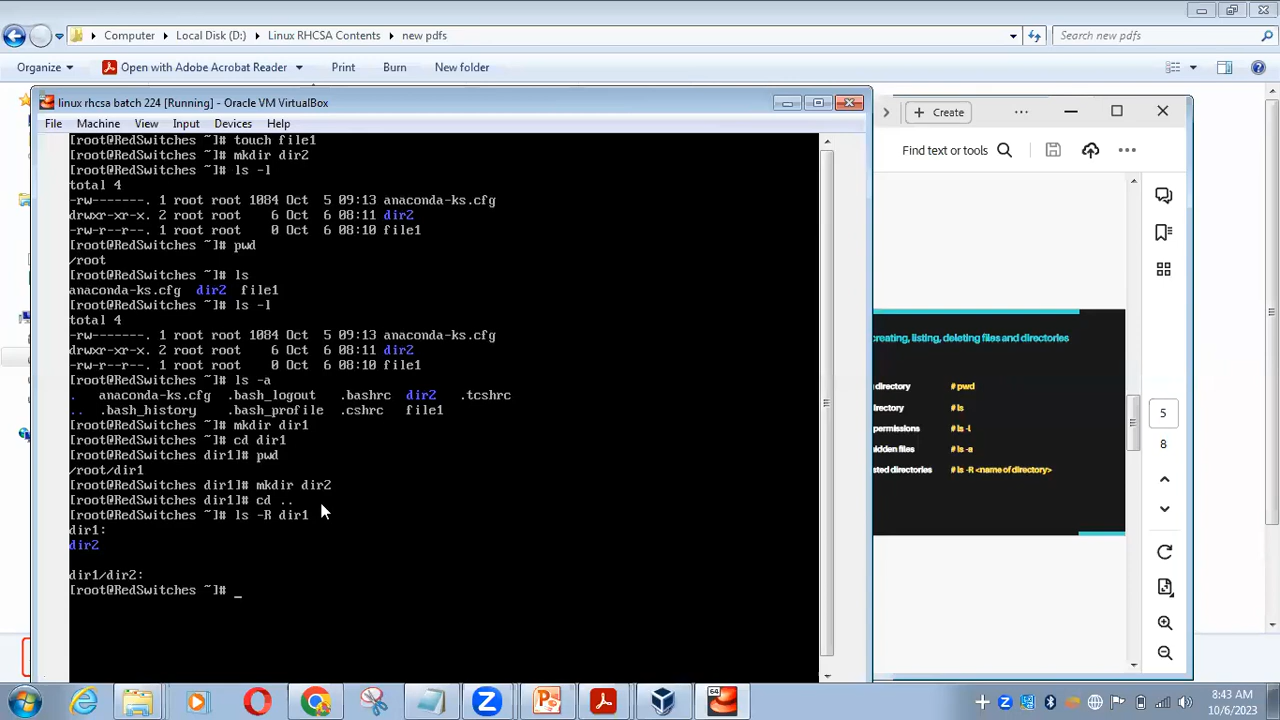 Computer Local Disk (D:) Linux RHCSA Contents new pdfs
Search new pdfs
Organize Open with Adobe Acrobat Reader Print Burn New folder
linux rhcsa batch 224 [Running] - Oracle VM VirtualBox
File Machine View Input Devices Help
[root@RedSwitches ~]# touch file1
[root@RedSwitches ~]# mkdir dir2
[root@RedSwitches ~]# ls -l
total 4
-rw-------. 1 root root 1084 Oct 5 09:13 anaconda-ks.cfg
drwxr-xr-x. 2 root root 6 Oct 6 08:11 dir2
-rw-r--r--. 1 root root 0 Oct 6 08:10 file1
[root@RedSwitches ~]# pwd
/root
[root@RedSwitches ~]# ls
anaconda-ks.cfg dir2 file1
[root@RedSwitches ~]# ls -l
total 4
-rw-------. 1 root root 1084 Oct 5 09:13 anaconda-ks.cfg
drwxr-xr-x. 2 root root 6 Oct 6 08:11 dir2
-rw-r--r--. 1 root root 0 Oct 6 08:10 file1
[root@RedSwitches ~]# ls -a
. anaconda-ks.cfg .bash_logout .bashrc dir2 .tcshrc
.. .bash_history .bash_profile .cshrc file1
[root@RedSwitches ~]# mkdir dir1
[root@RedSwitches ~]# cd dir1
[root@RedSwitches dir1]# pwd
/root/dir1
[root@RedSwitches dir1]# mkdir dir2
[root@RedSwitches dir1]# cd ..
[root@RedSwitches ~]# ls -R dir1
dir1:
dir2
dir1/dir2:
[root@RedSwitches ~]# _
+ Create
Find text or tools
creating, listing, deleting files and directories
directory # pwd
directory # ls
permissions # ls -l
hidden files # ls -a
directories # ls -R <name of directory>
5
8
64
8:43 AM
10/6/2023